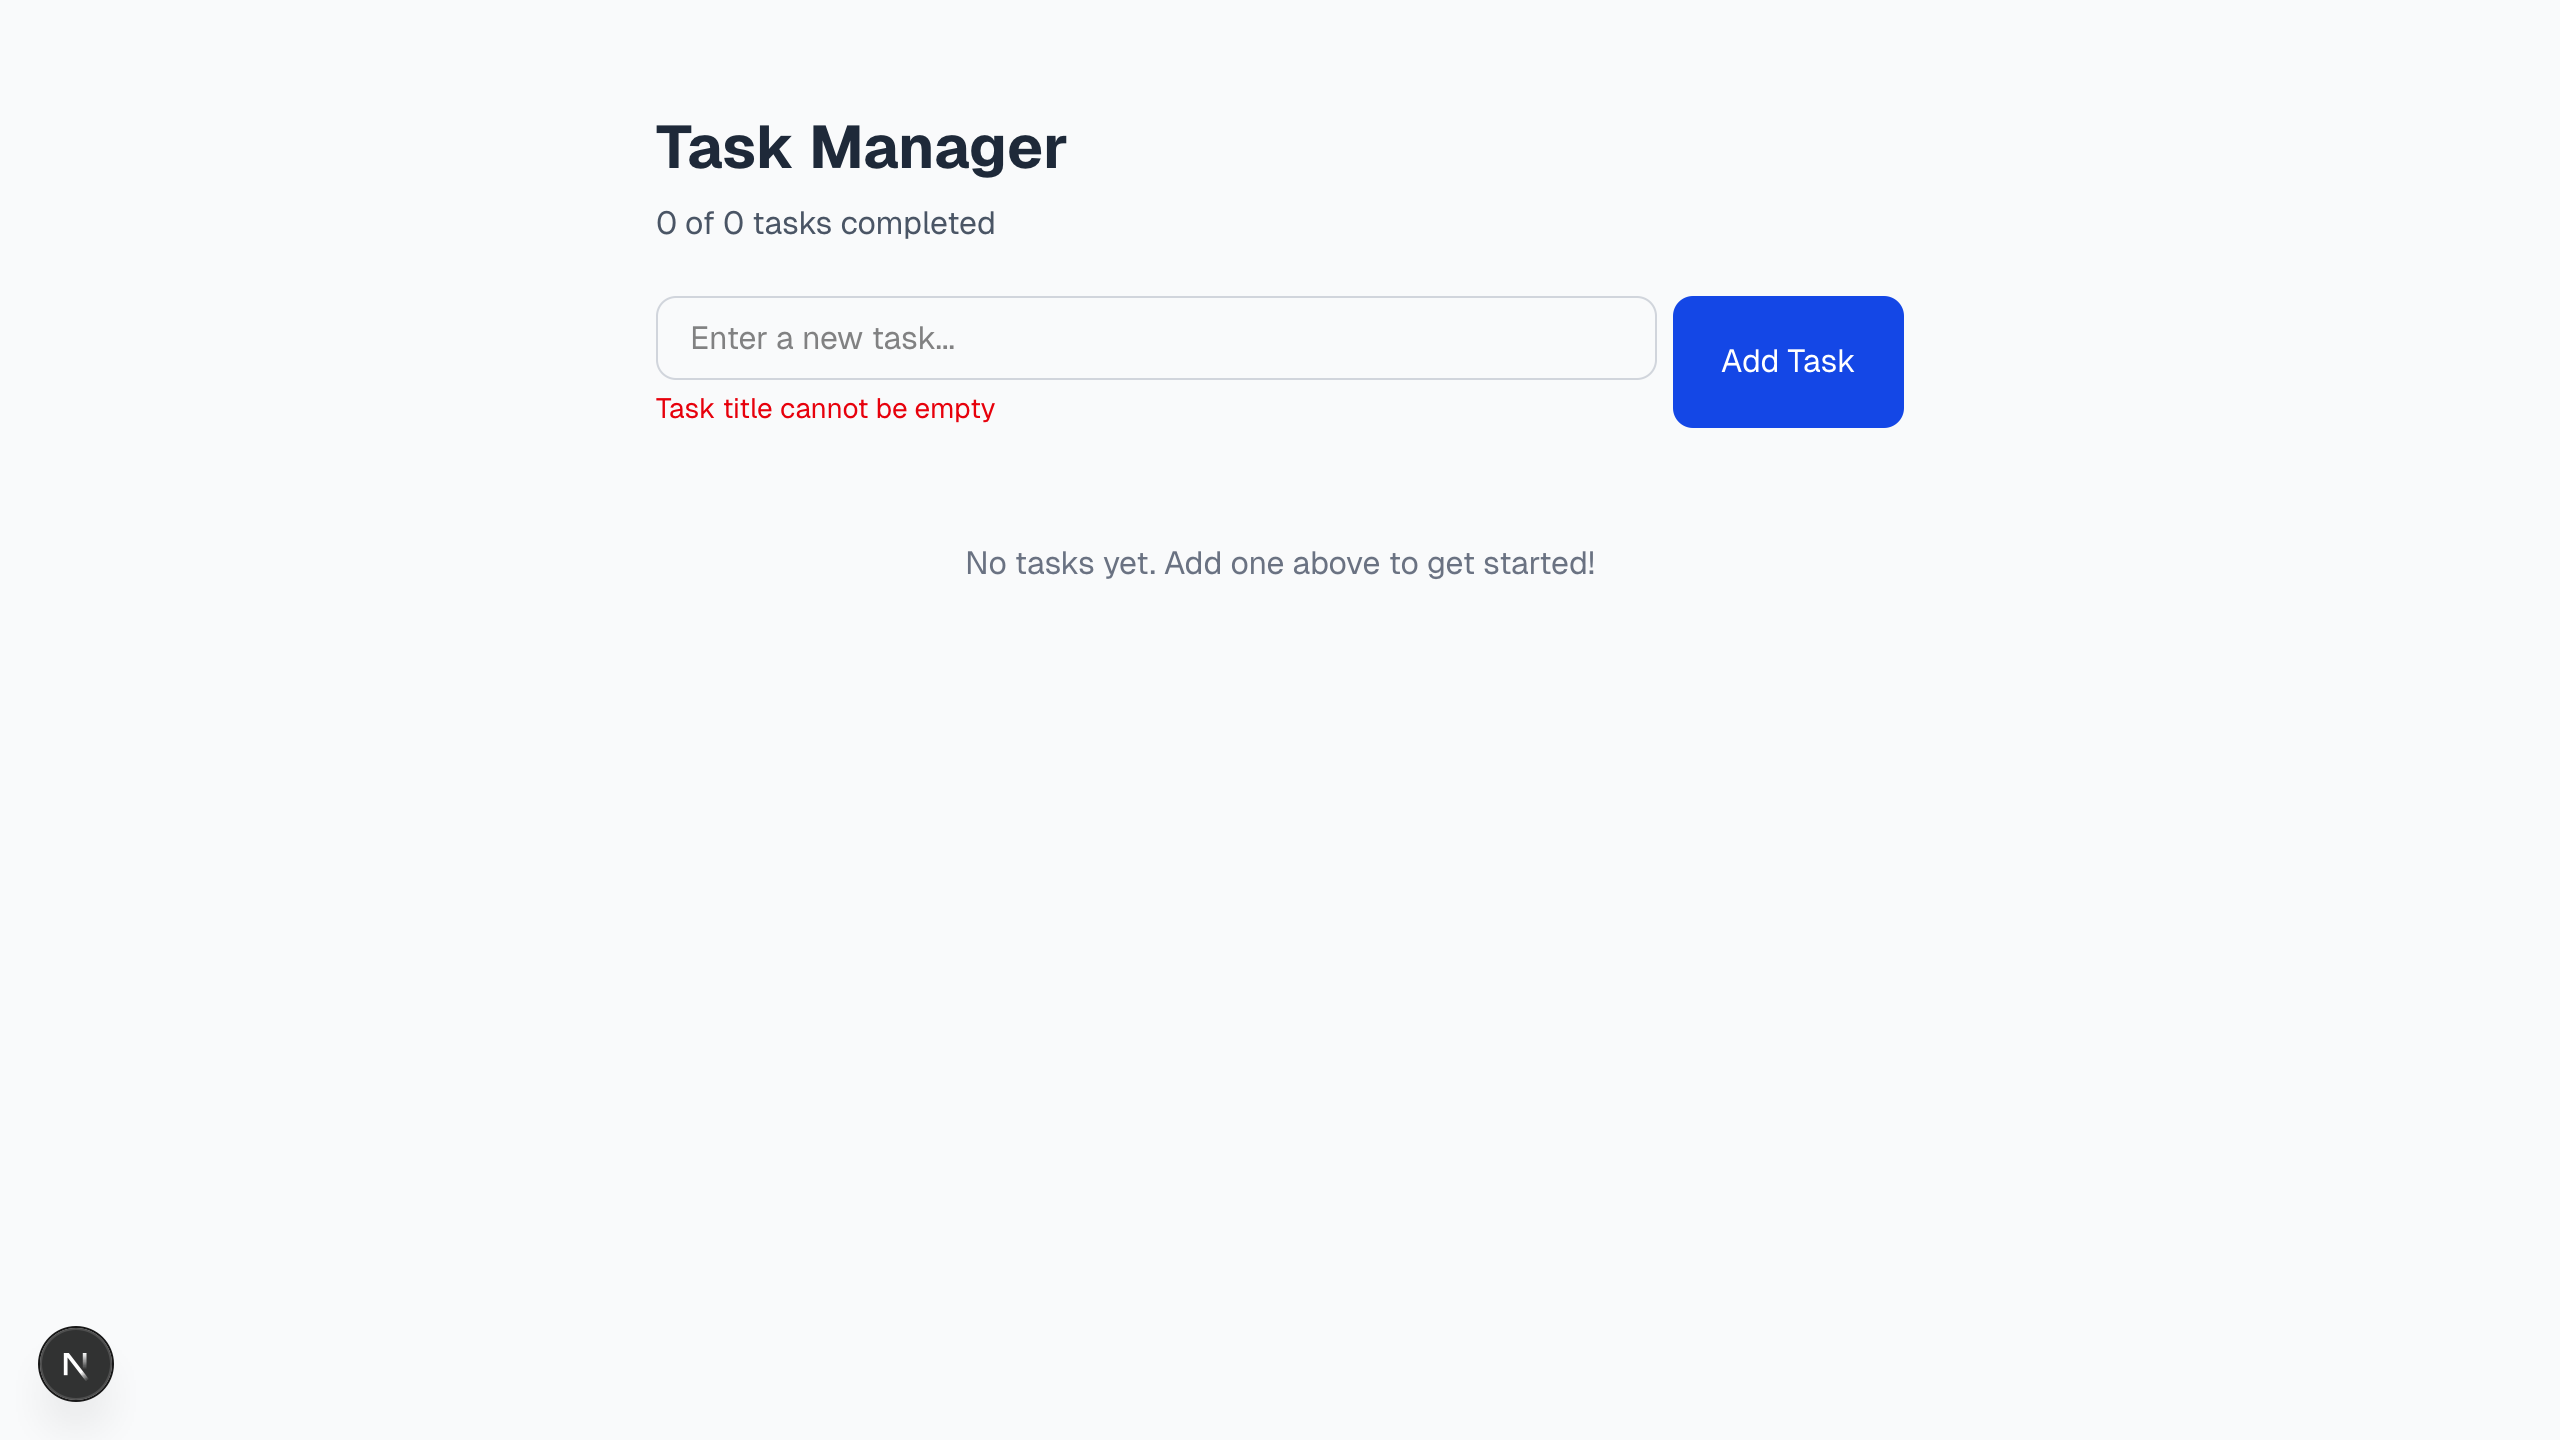 Task Manager
0 of 0 tasks completed
Enter a new task...
Add Task
Task title cannot be empty
No tasks yet. Add one above to get started!
N